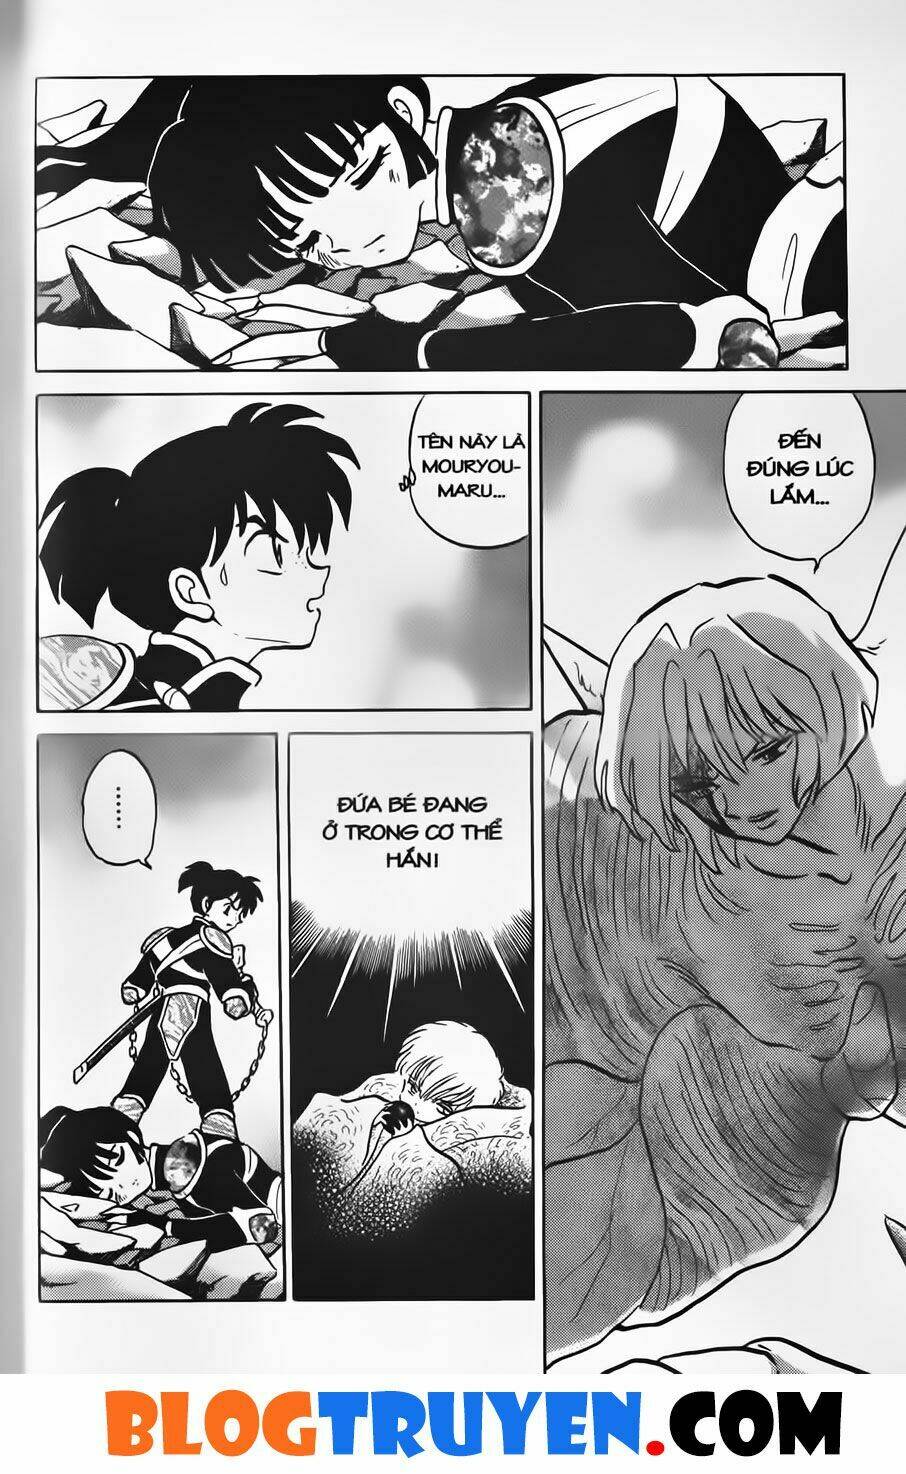 TÊN NÀY LÀ
MOURYOU-
MARU...
ĐẾN
ĐÚNG LÚC
LẮM...
......
ĐỨA BÉ ĐANG
Ở TRONG CƠ THỂ
HẮN!
BLOGTRUYEN.COM